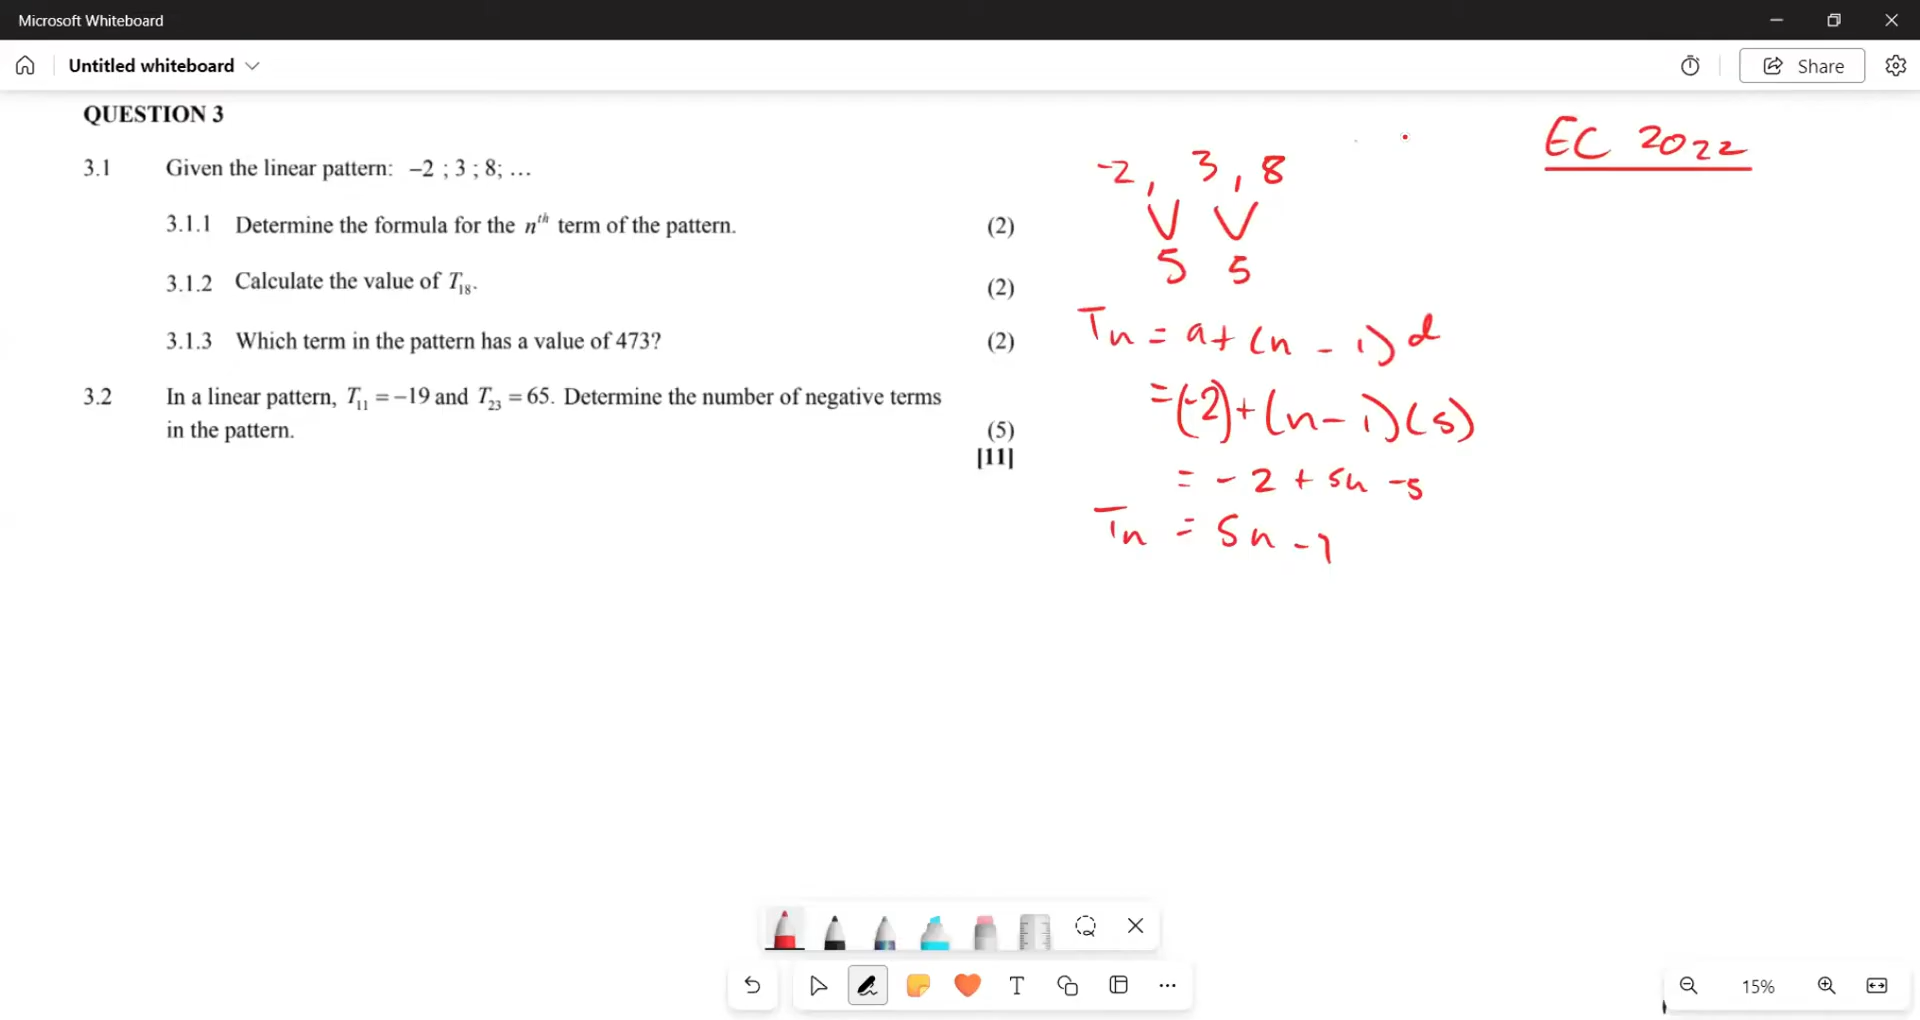 Microsoft Whiteboard
Untitled whiteboard
Share
QUESTION 3
3.1 Given the linear pattern: −2 ; 3 ; 8; …
3.1.1 Determine the formula for the nᵗʰ term of the pattern. (2)
3.1.2 Calculate the value of T₁₈. (2)
3.1.3 Which term in the pattern has a value of 473? (2)
3.2 In a linear pattern, T₁₁ = −19 and T₂₃ = 65. Determine the number of negative terms
in the pattern. (5)
[11]
EC 2022
-2, 3, 8
5 5
Tn = a + (n - 1) d
= (-2) + (n - 1)(5)
= - 2 + 5n - 5
Tn = 5n - 7
T
15%